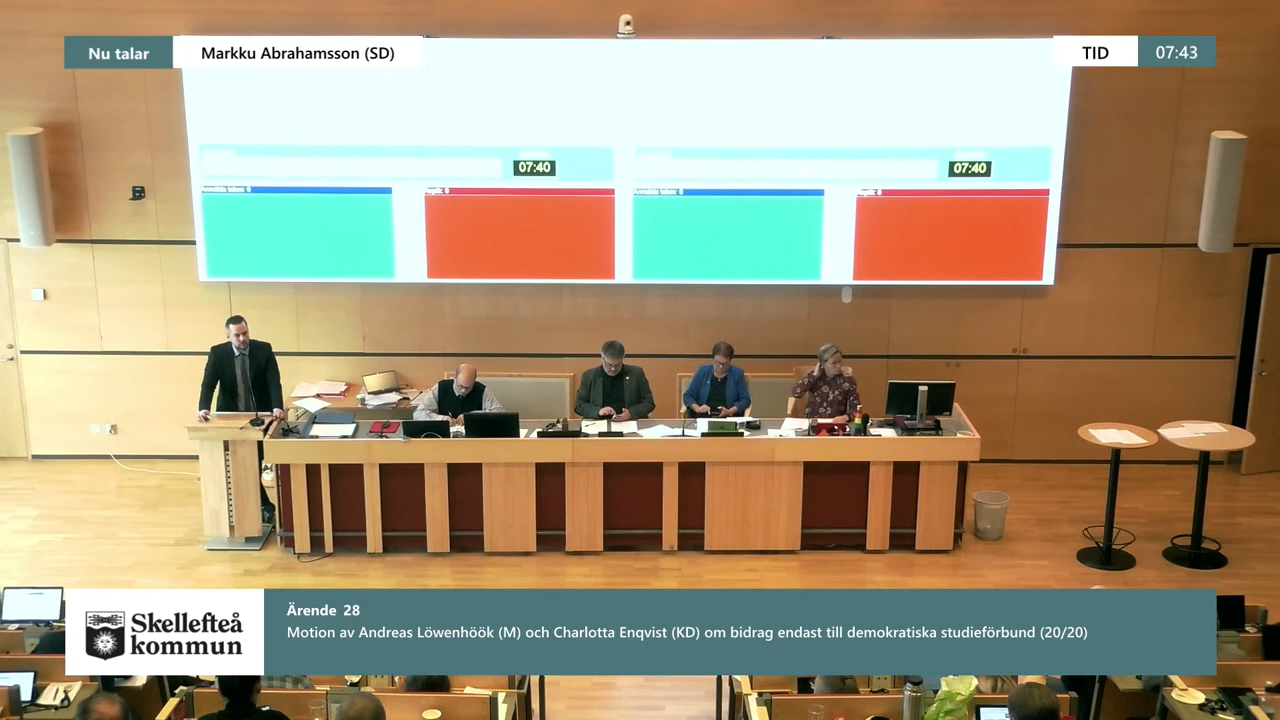 Nu talar
Markku Abrahamsson (SD)
TID
07:43
07:40
07:40
Skellefteå
kommun
Ärende 28
Motion av Andreas Löwenhöök (M) och Charlotta Enqvist (KD) om bidrag endast till demokratiska studieförbund (20/20)